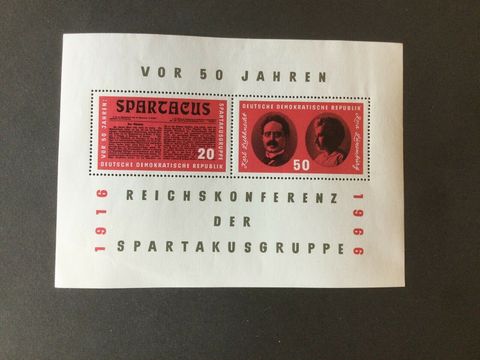 VOR 50 JAHREN
VOR 50 JAHREN:
SPARTACUS
SPARTAKUSGRUPPE
20
DEUTSCHE DEMOKRATISCHE REPUBLIK
DEUTSCHE DEMOKRATISCHE REPUBLIK
Karl Liebknecht
Rosa Luxemburg
50
1916
REICHSKONFERENZ
DER
SPARTAKUSGRUPPE
1966